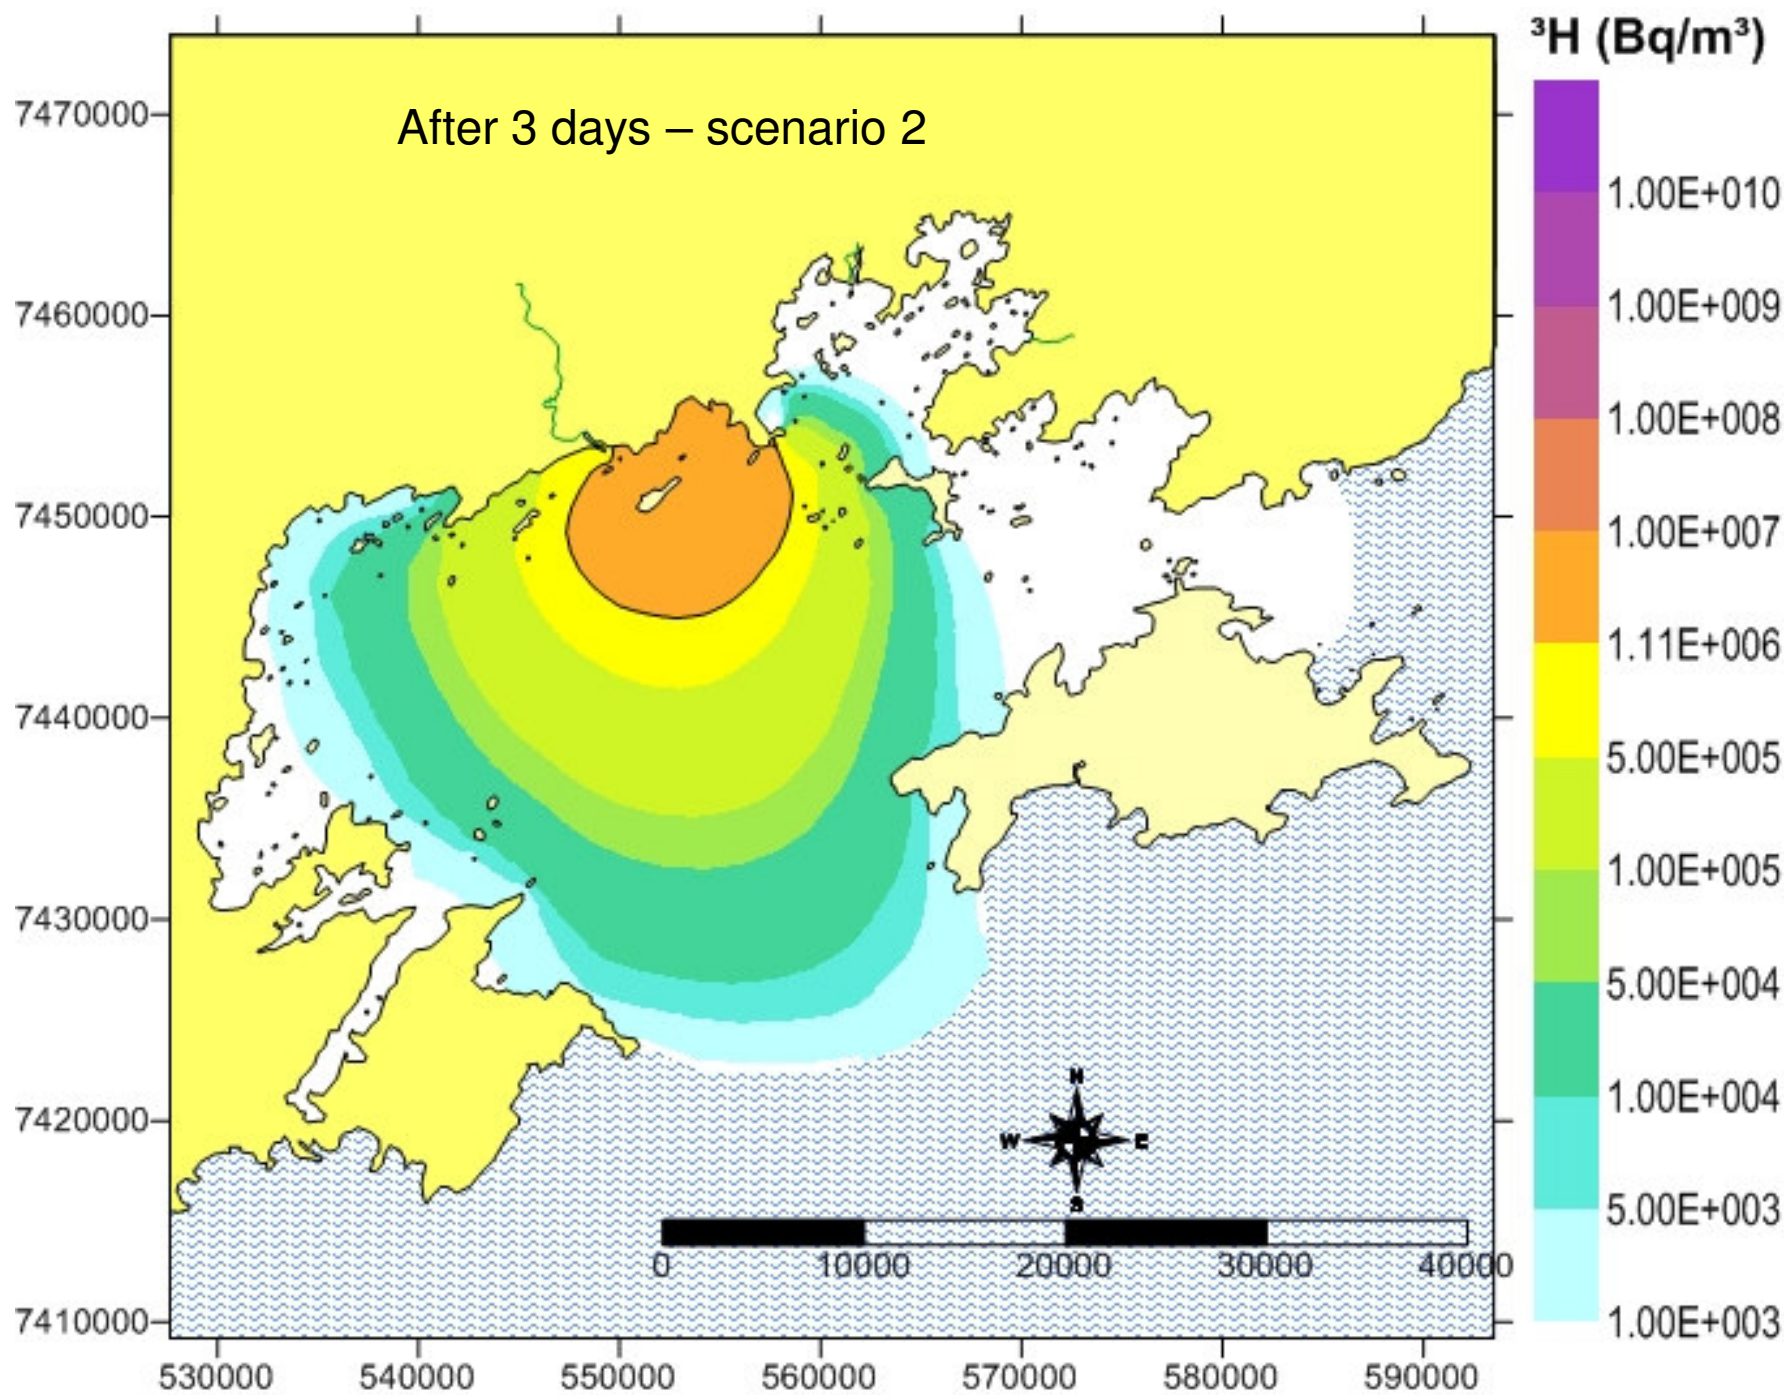 ³H (Bq/m³)
After 3 days – scenario 2
7470000
7460000
7450000
7440000
7430000
7420000
7410000
530000 540000 550000 560000 570000 580000 590000
1.00E+010
1.00E+009
1.00E+008
1.00E+007
1.11E+006
5.00E+005
1.00E+005
5.00E+004
1.00E+004
5.00E+003
1.00E+003
N
W E
S
0 10000 20000 30000 40000